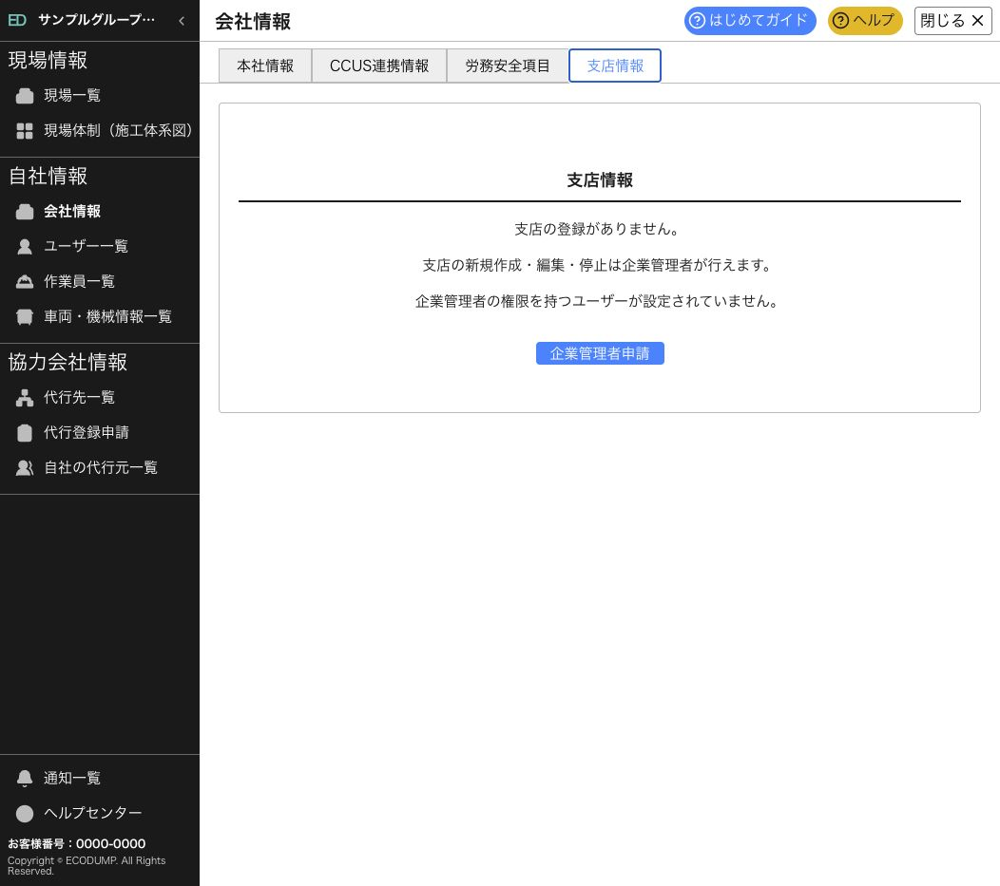 ED サンプルグループ…
現場情報
現場一覧
現場体制（施工体系図）
自社情報
会社情報
ユーザー一覧
作業員一覧
車両・機械情報一覧
協力会社情報
代行先一覧
代行登録申請
自社の代行元一覧
通知一覧
ヘルプセンター
お客様番号：0000-0000
Copyright © ECODUMP. All Rights
Reserved.
会社情報
はじめてガイド
ヘルプ
閉じる
本社情報
CCUS連携情報
労務安全項目
支店情報
支店情報
支店の登録がありません。
支店の新規作成・編集・停止は企業管理者が行えます。
企業管理者の権限を持つユーザーが設定されていません。
企業管理者申請